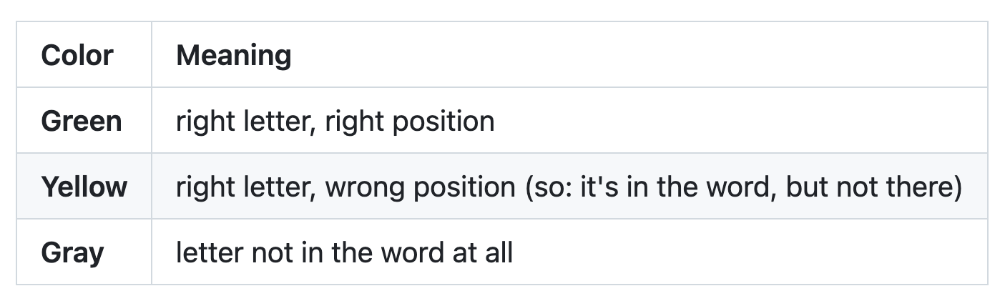 Color Meaning
Green right letter, right position
Yellow right letter, wrong position (so: it's in the word, but not there)
Gray letter not in the word at all